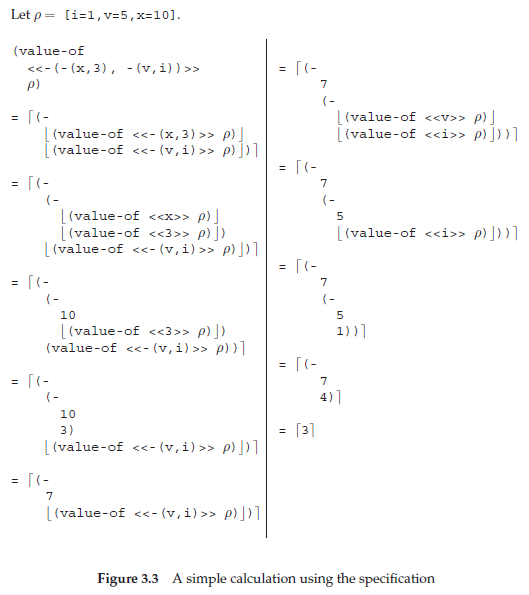 Let ρ = [i=1,v=5,x=10].
(value-of
<<-(-(x,3), -(v,i))>>
ρ)
= ⌈(-
⌊(value-of <<-(x,3)>> ρ)⌋
⌊(value-of <<-(v,i)>> ρ)⌋)⌉
= ⌈(-
(-
⌊(value-of <<x>> ρ)⌋
⌊(value-of <<3>> ρ)⌋)
⌊(value-of <<-(v,i)>> ρ)⌋)⌉
= ⌈(-
(-
10
⌊(value-of <<3>> ρ)⌋)
(value-of <<-(v,i)>> ρ))⌉
= ⌈(-
(-
10
3)
⌊(value-of <<-(v,i)>> ρ)⌋)⌉
= ⌈(-
7
⌊(value-of <<-(v,i)>> ρ)⌋)⌉
= ⌈(-
7
(-
⌊(value-of <<v>> ρ)⌋
⌊(value-of <<i>> ρ)⌋))⌉
= ⌈(-
7
(-
5
⌊(value-of <<i>> ρ)⌋))⌉
= ⌈(-
7
(-
5
1))⌉
= ⌈(-
7
4)⌉
= ⌈3⌉
Figure 3.3 A simple calculation using the specification